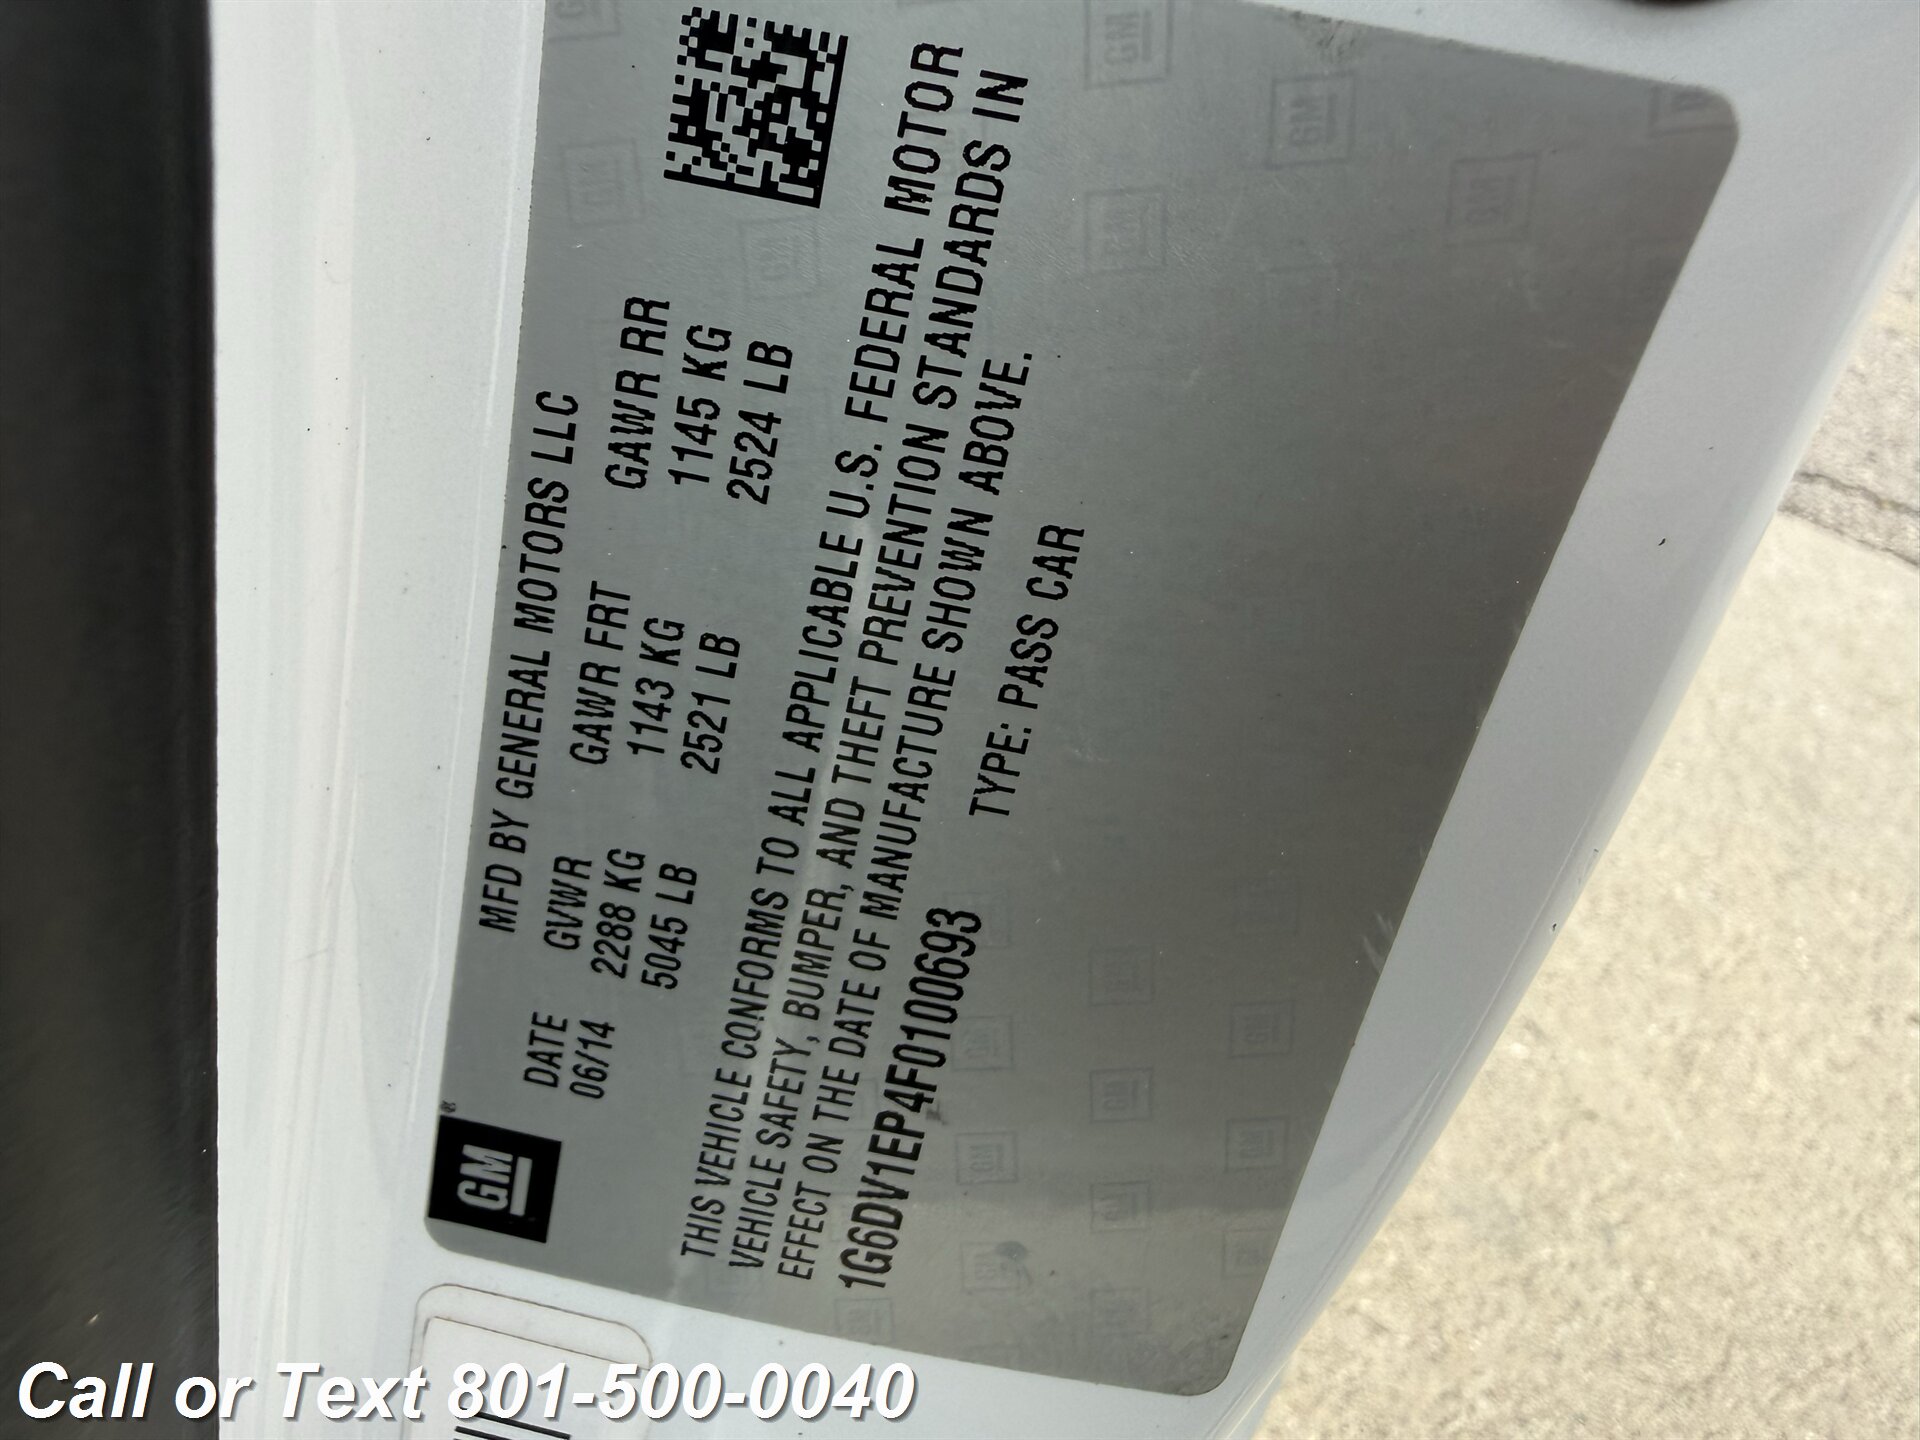 GM
MFD BY GENERAL MOTORS LLC
DATE GVWR GAWR FRT GAWR RR
06/14 2288 KG 1143 KG 1145 KG
5045 LB 2521 LB 2524 LB
THIS VEHICLE CONFORMS TO ALL APPLICABLE U.S. FEDERAL MOTOR
VEHICLE SAFETY, BUMPER, AND THEFT PREVENTION STANDARDS IN
EFFECT ON THE DATE OF MANUFACTURE SHOWN ABOVE.
1G6DV1EP4F0100693 TYPE: PASS CAR
Call or Text 801-500-0040